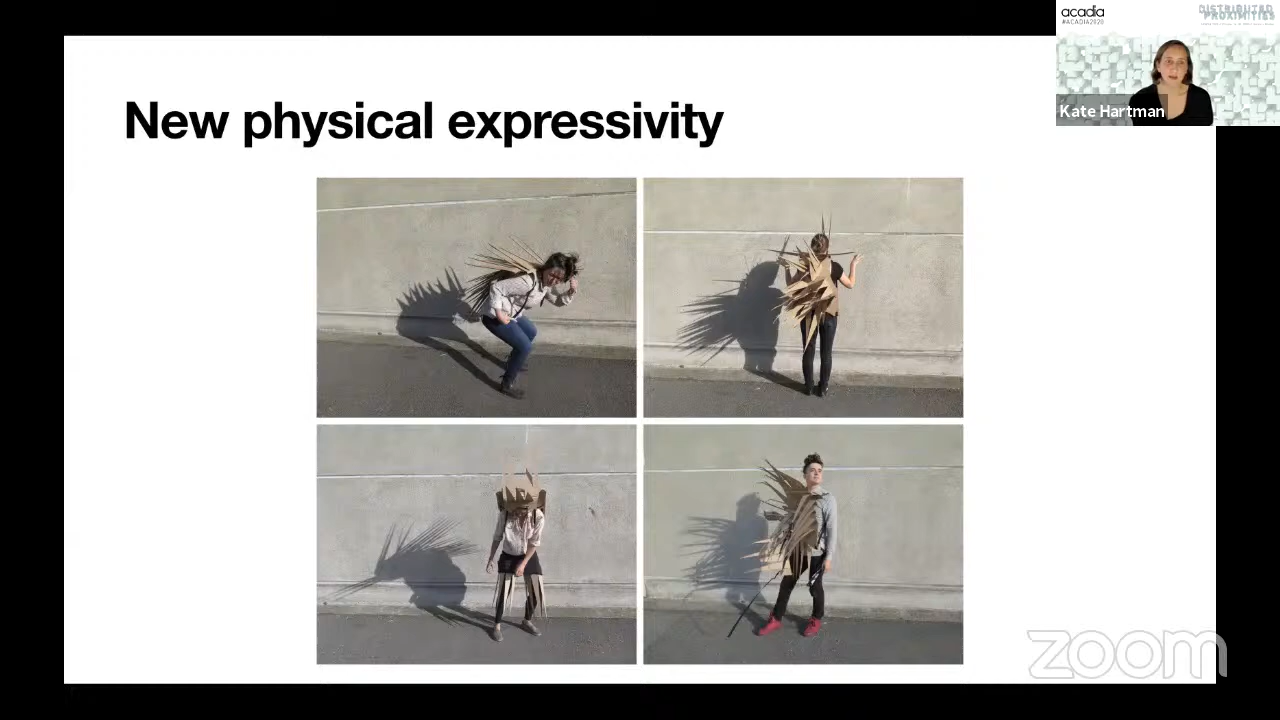 acadia
#ACADIA2020
DISTRIBUTED
PROXIMITIES
Kate Hartman
New physical expressivity
zoom